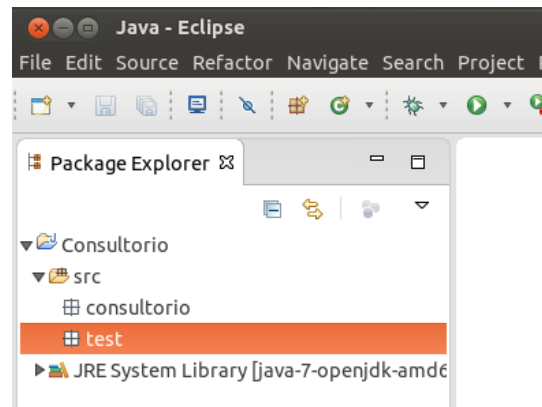 Java - Eclipse
File Edit Source Refactor Navigate Search Project
Package Explorer
Consultorio
src
consultorio
test
JRE System Library [java-7-openjdk-amd6